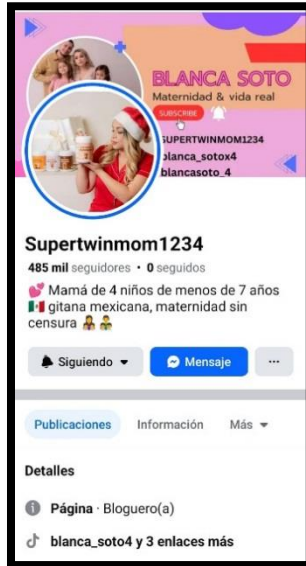 BLANCA SOTO
Maternidad & vida real
SUBSCRIBE
SUPERTWINMOM1234
blanca_sotox4
blancasoto_4
Supertwinmom1234
485 mil seguidores • 0 seguidos
💕 Mamá de 4 niños de menos de 7 años
🇲🇽 gitana mexicana, maternidad sin
censura 👩‍👧 👩‍👦
Siguiendo
Mensaje
Publicaciones Información Más
Detalles
Página · Bloguero(a)
blanca_soto4 y 3 enlaces más